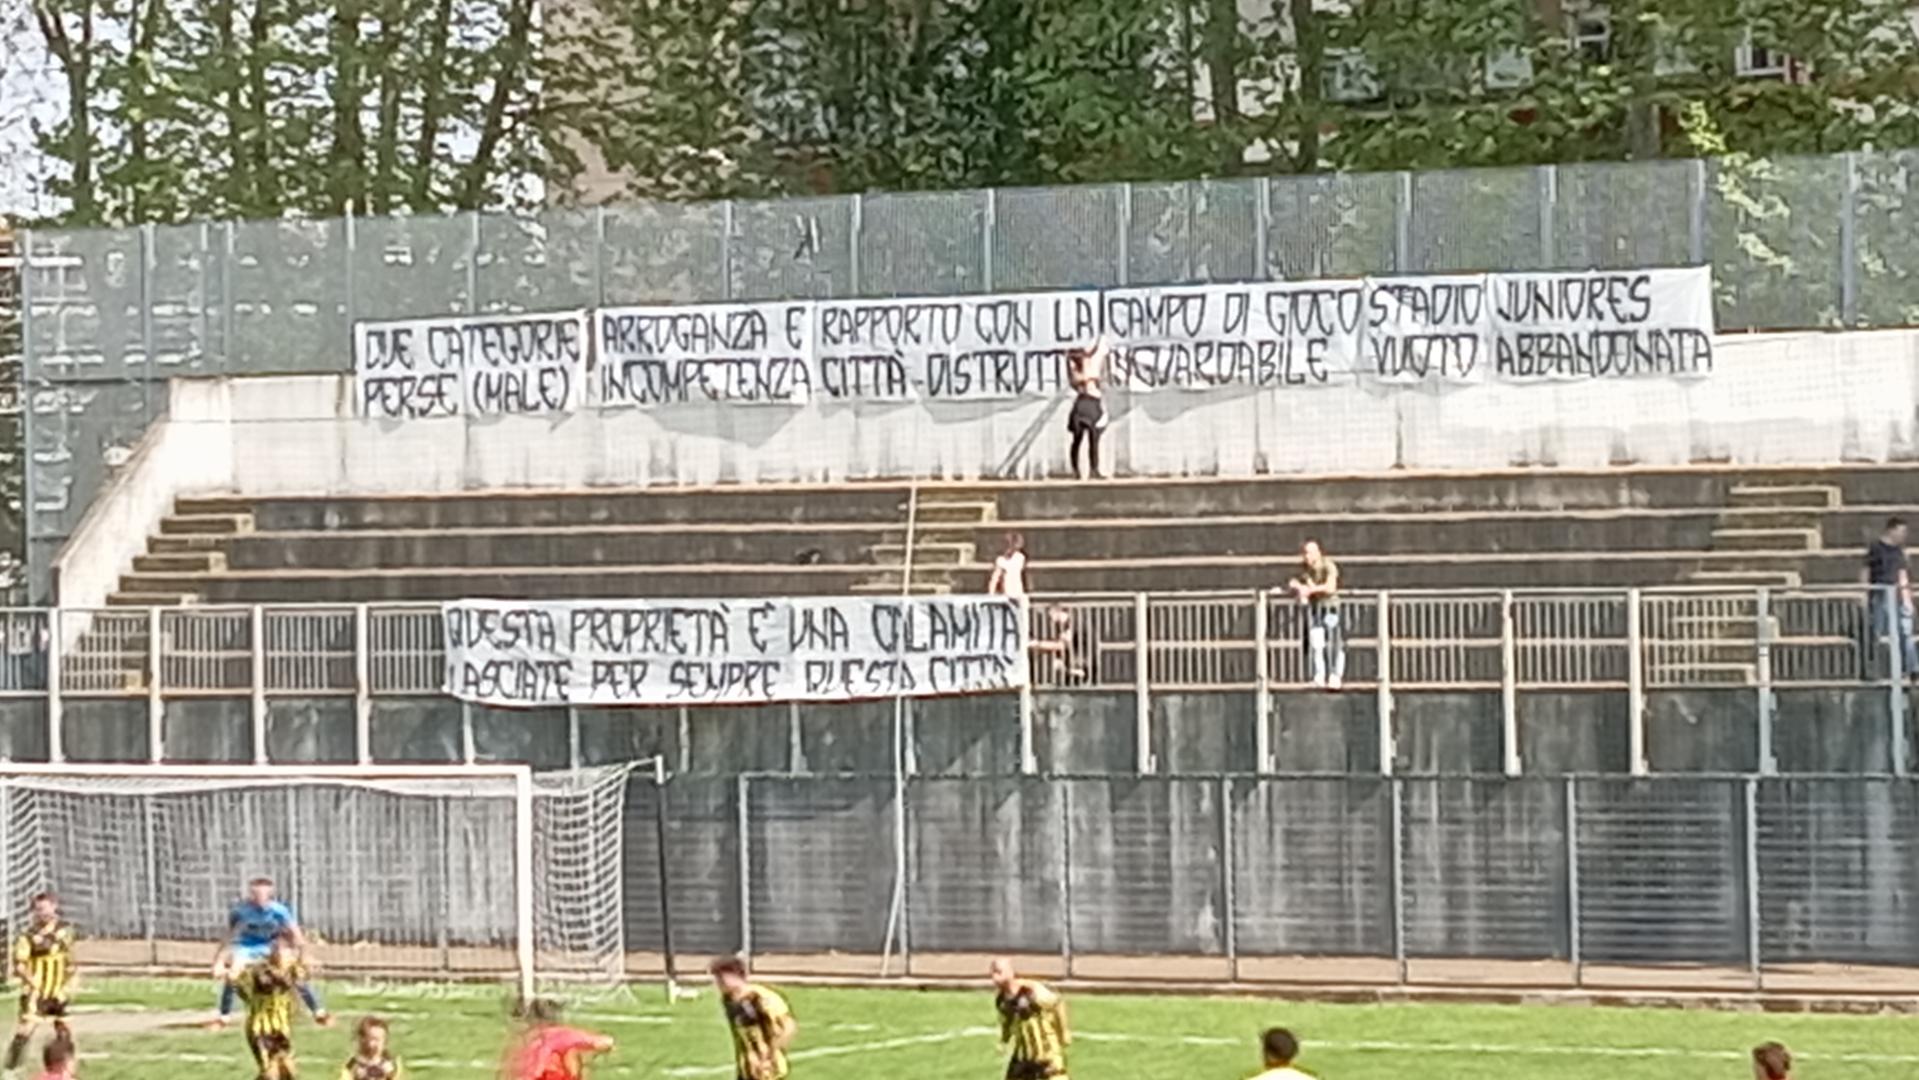 DUE CATEGORIE
PERSE (MALE)
ARROGANZA E
INCOMPETENZA
RAPPORTO CON LA
CITTÀ DISTRUTTO
CAMPO DI GIOCO
INGUARDABILE
STADIO
VUOTO
JUNIORES
ABBANDONATA
QUESTA PROPRIETÀ E' UNA CALAMITÀ
LASCIATE PER SEMPRE QUESTA CITTÀ